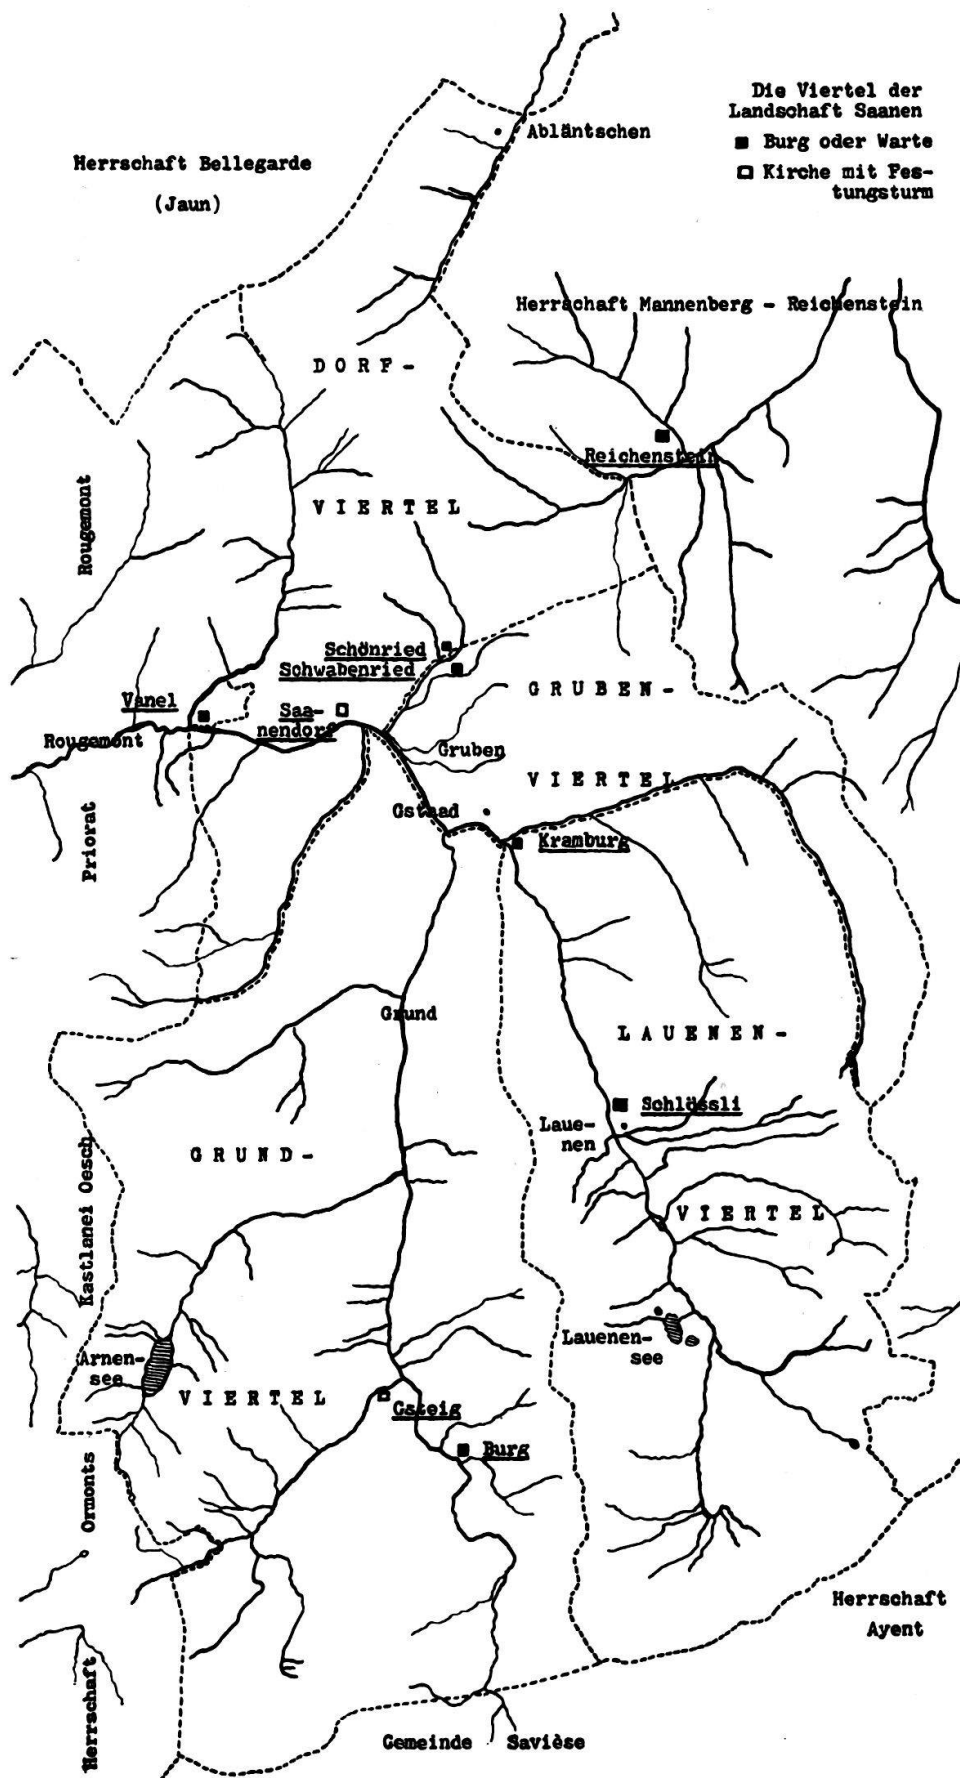 Die Viertel der
Landschaft Saanen
Burg oder Warte
Kirche mit Fes-
tungsturm
Abläntschen
Herrschaft Bellegarde
(Jaun)
Herrschaft Mannenberg - Reichenstein
DORF-
Reichenstein
VIERTEL
Rougemont
Schönried
Schwabenried
GRUBEN-
Vanel
Saa-
nendorf
Rougemont
Gruben
VIERTEL
Gstaad
Priorat
Kramburg
Grund
LAUENEN-
Schlössli
Laue-
nen
GRUND-
Kastlanei Oesch
VIERTEL
Lauenen-
see
Arnen-
see
VIERTEL
Gsteig
Burg
Ormonts
Herrschaft
Ayent
Herrschaft
Gemeinde Savièse